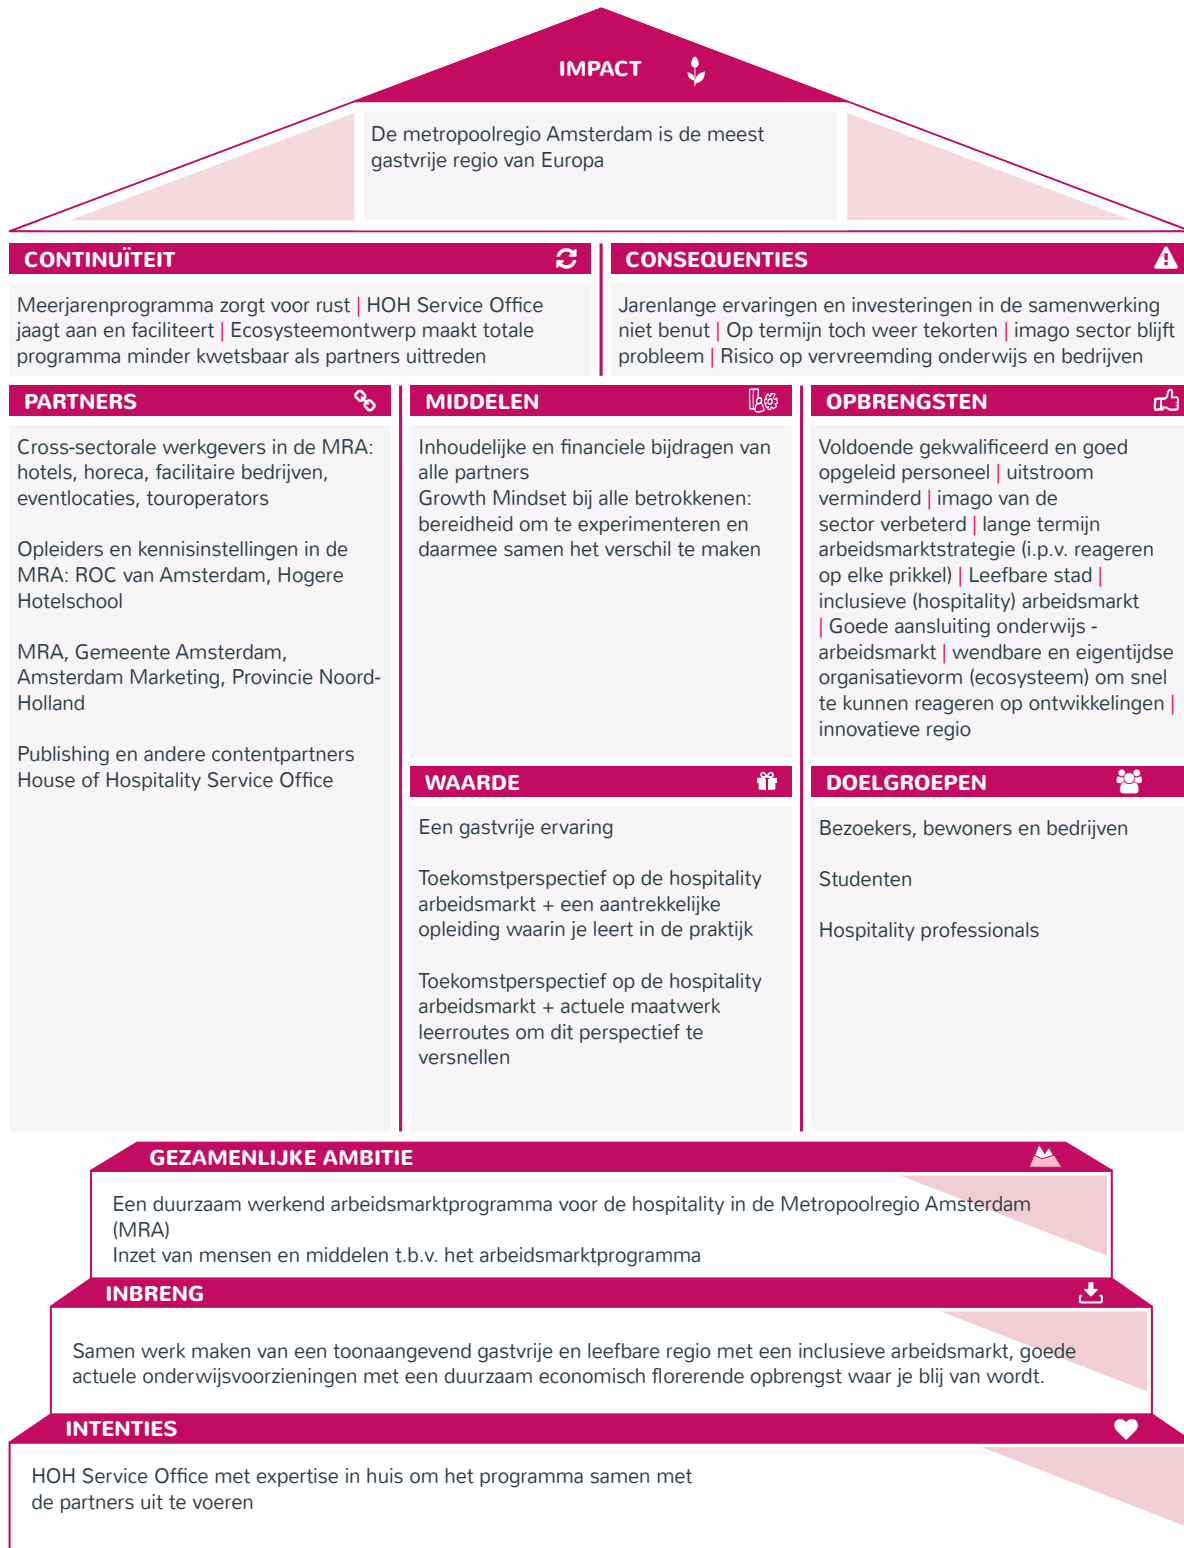 IMPACT
De metropoolregio Amsterdam is de meest
gastvrije regio van Europa
CONTINUÏTEIT
Meerjarenprogramma zorgt voor rust | HOH Service Office
jaagt aan en faciliteert | Ecosysteemontwerp maakt totale
programma minder kwetsbaar als partners uittreden
CONSEQUENTIES
Jarenlange ervaringen en investeringen in de samenwerking
niet benut | Op termijn toch weer tekorten | imago sector blijft
probleem | Risico op vervreemding onderwijs en bedrijven
PARTNERS
Cross-sectorale werkgevers in de MRA:
hotels, horeca, facilitaire bedrijven,
eventlocaties, touroperators
Opleiders en kennisinstellingen in de
MRA: ROC van Amsterdam, Hogere
Hotelschool
MRA, Gemeente Amsterdam,
Amsterdam Marketing, Provincie Noord-
Holland
Publishing en andere contentpartners
House of Hospitality Service Office
MIDDELEN
Inhoudelijke en financiele bijdragen van
alle partners
Growth Mindset bij alle betrokkenen:
bereidheid om te experimenteren en
daarmee samen het verschil te maken
WAARDE
Een gastvrije ervaring
Toekomstperspectief op de hospitality
arbeidsmarkt + een aantrekkelijke
opleiding waarin je leert in de praktijk
Toekomstperspectief op de hospitality
arbeidsmarkt + actuele maatwerk
leerroutes om dit perspectief te
versnellen
OPBRENGSTEN
Voldoende gekwalificeerd en goed
opgeleid personeel | uitstroom
verminderd | imago van de
sector verbeterd | lange termijn
arbeidsmarktstrategie (i.p.v. reageren
op elke prikkel) | Leefbare stad |
inclusieve (hospitality) arbeidsmarkt
| Goede aansluiting onderwijs -
arbeidsmarkt | wendbare en eigentijdse
organisatievorm (ecosysteem) om snel
te kunnen reageren op ontwikkelingen |
innovatieve regio
DOELGROEPEN
Bezoekers, bewoners en bedrijven
Studenten
Hospitality professionals
GEZAMENLIJKE AMBITIE
Een duurzaam werkend arbeidsmarktprogramma voor de hospitality in de Metropoolregio Amsterdam
(MRA)
Inzet van mensen en middelen t.b.v. het arbeidsmarktprogramma
INBRENG
Samen werk maken van een toonaangevend gastvrije en leefbare regio met een inclusieve arbeidsmarkt, goede
actuele onderwijsvoorzieningen met een duurzaam economisch florerende opbrengst waar je blij van wordt.
INTENTIES
HOH Service Office met expertise in huis om het programma samen met
de partners uit te voeren